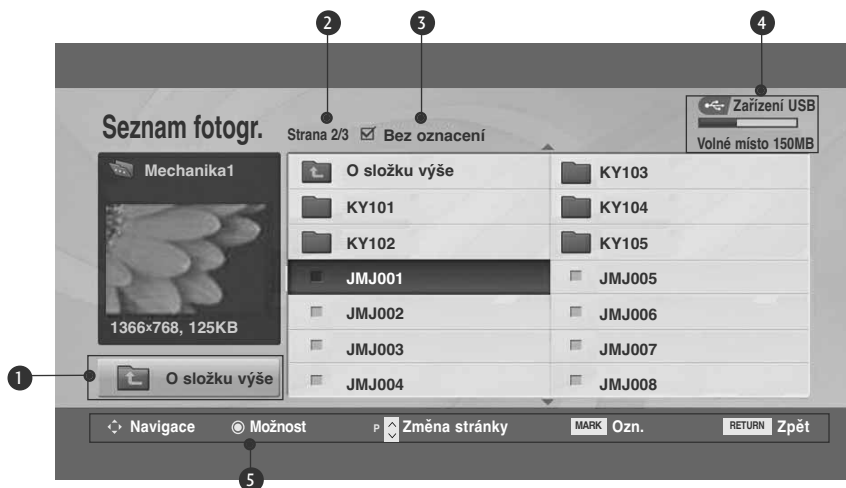 2 3 4
Zařízení USB
Volné místo 150MB
Seznam fotogr. Strana 2/3 Bez oznacení
Mechanika1
1366×768, 125KB
1 O složku výše
O složku výše KY103
KY101 KY104
KY102 KY105
JMJ001 JMJ005
JMJ002 JMJ006
JMJ003 JMJ007
JMJ004 JMJ008
Navigace Možnost P Změna stránky MARK Ozn. RETURN Zpět
5